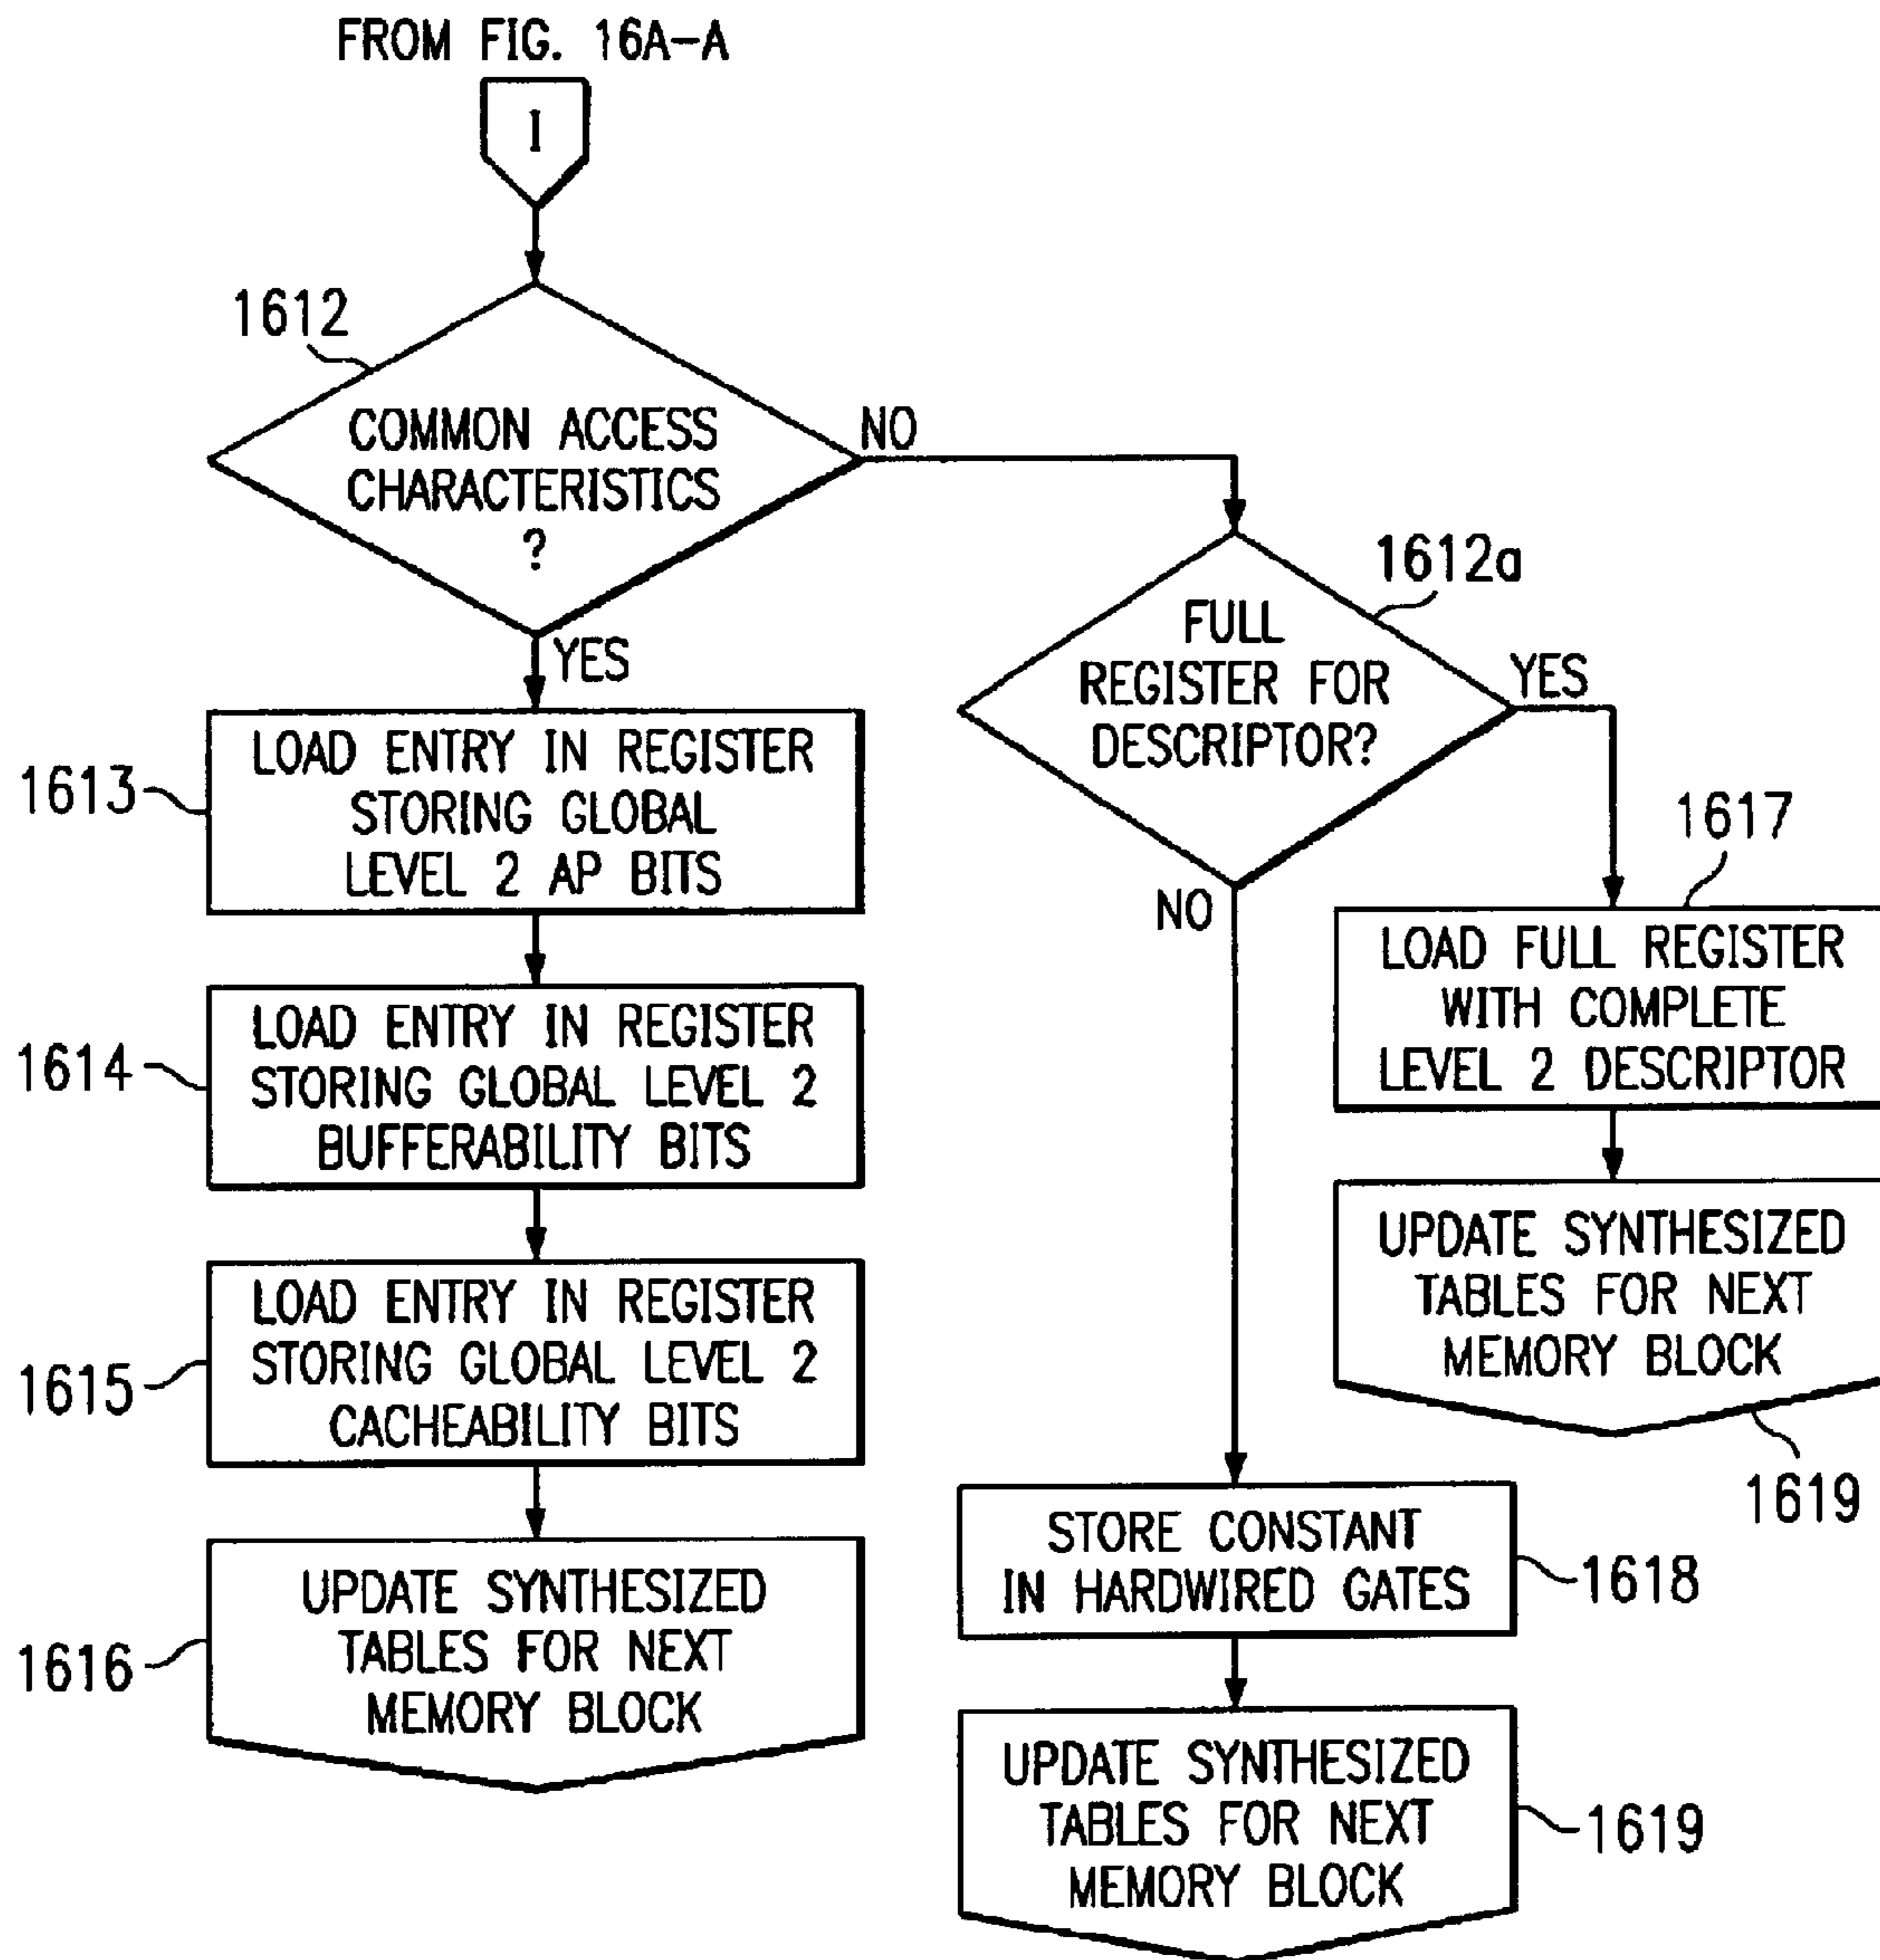 FROM FIG. 16A-A
I
1612
COMMON ACCESS
CHARACTERISTICS
?
NO
YES
1612a
FULL
REGISTER FOR
DESCRIPTOR?
YES
NO
1613
LOAD ENTRY IN REGISTER
STORING GLOBAL
LEVEL 2 AP BITS
1614
LOAD ENTRY IN REGISTER
STORING GLOBAL LEVEL 2
BUFFERABILITY BITS
1615
LOAD ENTRY IN REGISTER
STORING GLOBAL LEVEL 2
CACHEABILITY BITS
1616
UPDATE SYNTHESIZED
TABLES FOR NEXT
MEMORY BLOCK
1617
LOAD FULL REGISTER
WITH COMPLETE
LEVEL 2 DESCRIPTOR
UPDATE SYNTHESIZED
TABLES FOR NEXT
MEMORY BLOCK
1619
STORE CONSTANT
IN HARDWIRED GATES
1618
UPDATE SYNTHESIZED
TABLES FOR NEXT
MEMORY BLOCK
1619